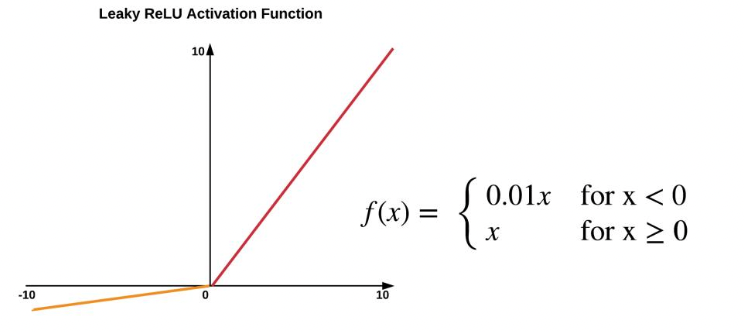 Leaky ReLU Activation Function
10
f(x) = { 0.01x for x < 0
x for x ≥ 0
-10
0
10